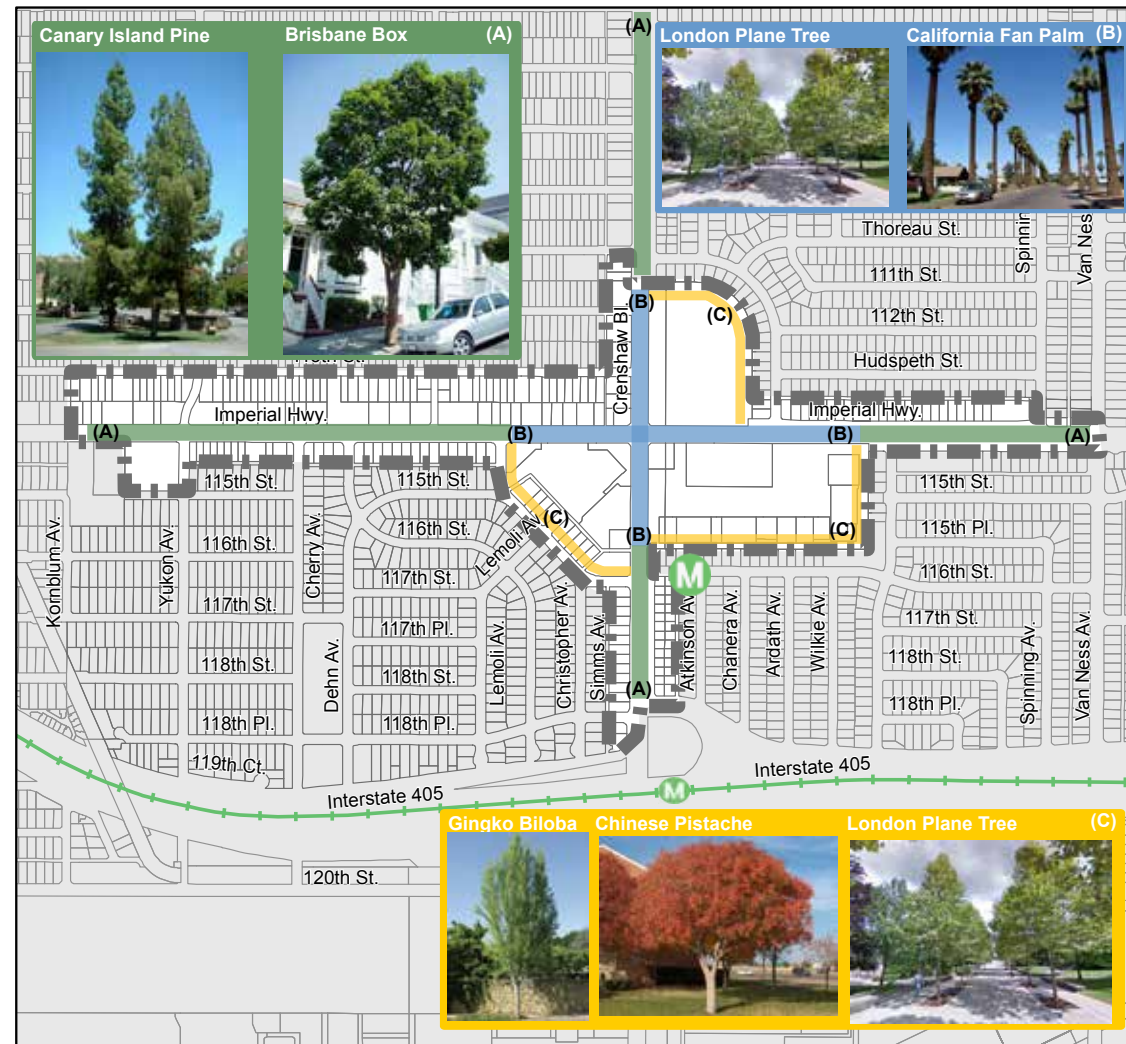 Canary Island Pine
Brisbane Box
(A)
(A)
London Plane Tree
California Fan Palm
(B)
Thoreau St.
Spinning
Van Ness
111th St.
112th St.
Hudspeth St.
Crenshaw Bl.
(B)
(C)
Imperial Hwy.
Imperial Hwy.
(A)
(B)
(B)
(A)
115th St.
115th St.
115th St.
116th St.
116th St.
115th Pl.
116th St.
Lemoli Av.
(C)
(B)
(C)
M
Kornblum Av.
Yukon Av.
Cherry Av.
117th St.
117th St.
117th St.
117th Pl.
118th St.
118th St.
118th St.
118th Pl.
118th Pl.
118th Pl.
119th Ct.
Dehn Av.
Lemoli Av.
Christopher Av.
Simms Av.
(A)
Atkinson Av.
Chanera Av.
Ardath Av.
Wilkie Av.
Spinning Av.
Van Ness Av.
Interstate 405
M
Interstate 405
120th St.
Gingko Biloba
Chinese Pistache
London Plane Tree
(C)